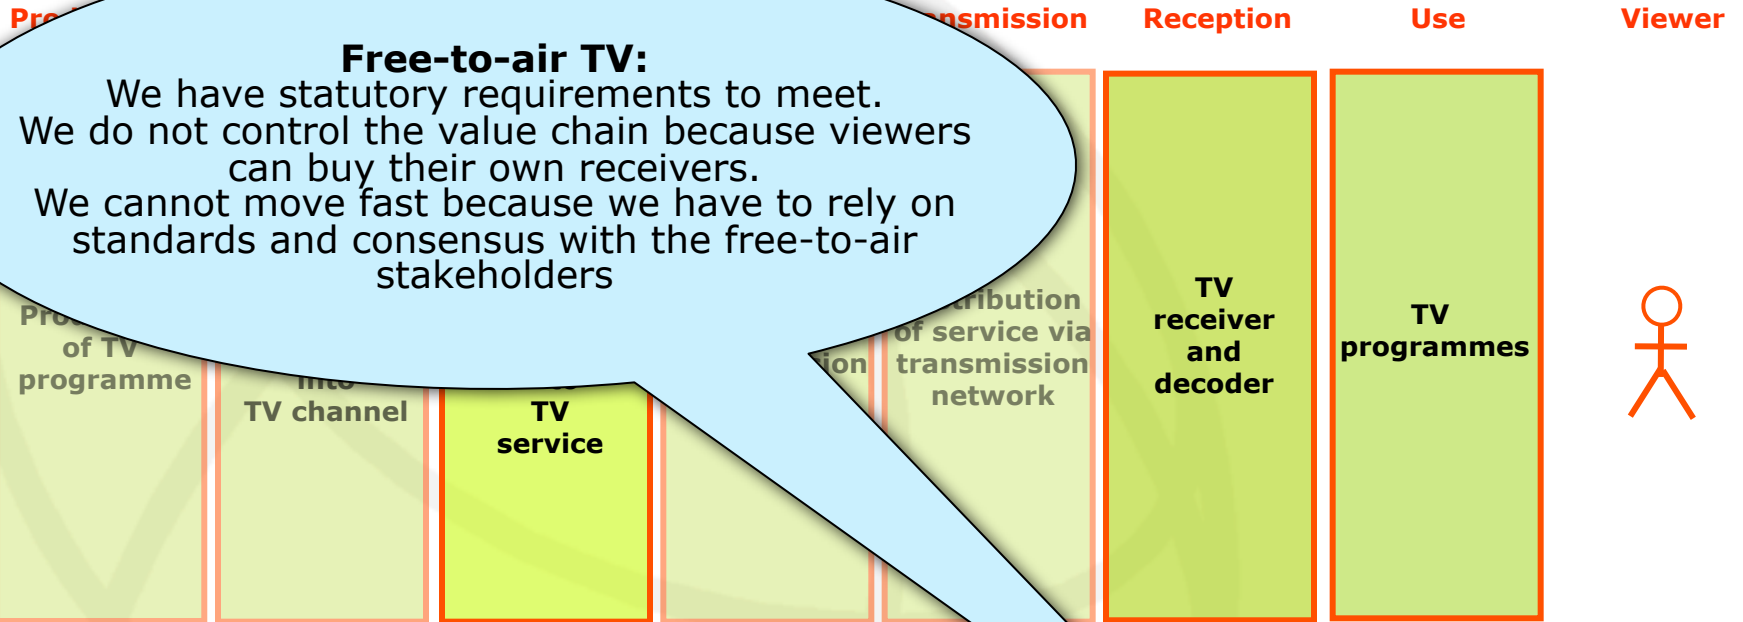 Reception
Use
Viewer
Free-to-air TV:
We have statutory requirements to meet.
We do not control the value chain because viewers
can buy their own receivers.
We cannot move fast because we have to rely on
standards and consensus with the free-to-air
stakeholders
of TV
programme
into
TV channel
TV
service
of service via
transmission
network
TV
receiver
and
decoder
TV
programmes